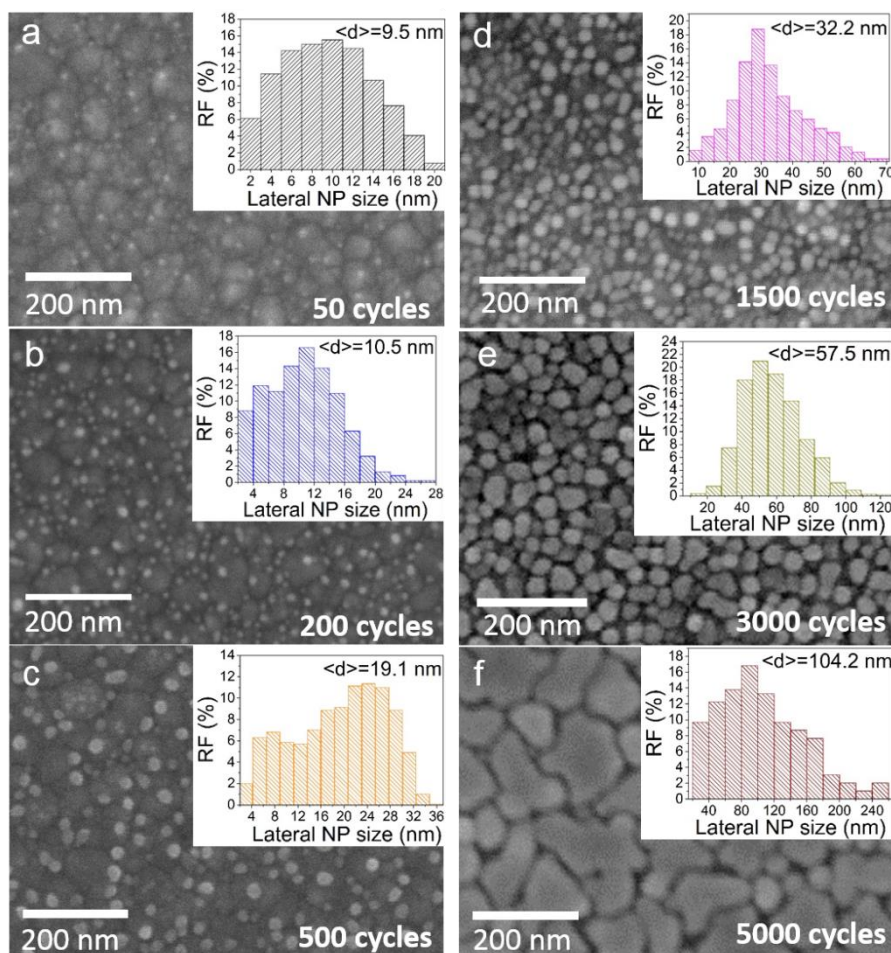 a
<d>=9.5 nm
18
16
14
12
10
8
6
4
2
0
RF (%)
2 4 6 8 10 12 14 16 18 20
Lateral NP size (nm)
200 nm
50 cycles
b
<d>=10.5 nm
18
16
14
12
10
8
6
4
2
0
RF (%)
4 8 12 16 20 24 28
Lateral NP size (nm)
200 nm
200 cycles
c
<d>=19.1 nm
14
12
10
8
6
4
2
0
RF (%)
4 8 12 16 20 24 28 32 36
Lateral NP size (nm)
200 nm
500 cycles
d
<d>=32.2 nm
20
18
16
14
12
10
8
6
4
2
0
RF (%)
10 20 30 40 50 60 70
Lateral NP size (nm)
200 nm
1500 cycles
e
<d>=57.5 nm
24
22
20
18
16
14
12
10
8
6
4
2
0
RF (%)
20 40 60 80 100 120
Lateral NP size (nm)
200 nm
3000 cycles
f
<d>=104.2 nm
18
16
14
12
10
8
6
4
2
0
RF (%)
40 80 120 160 200 240
Lateral NP size (nm)
200 nm
5000 cycles